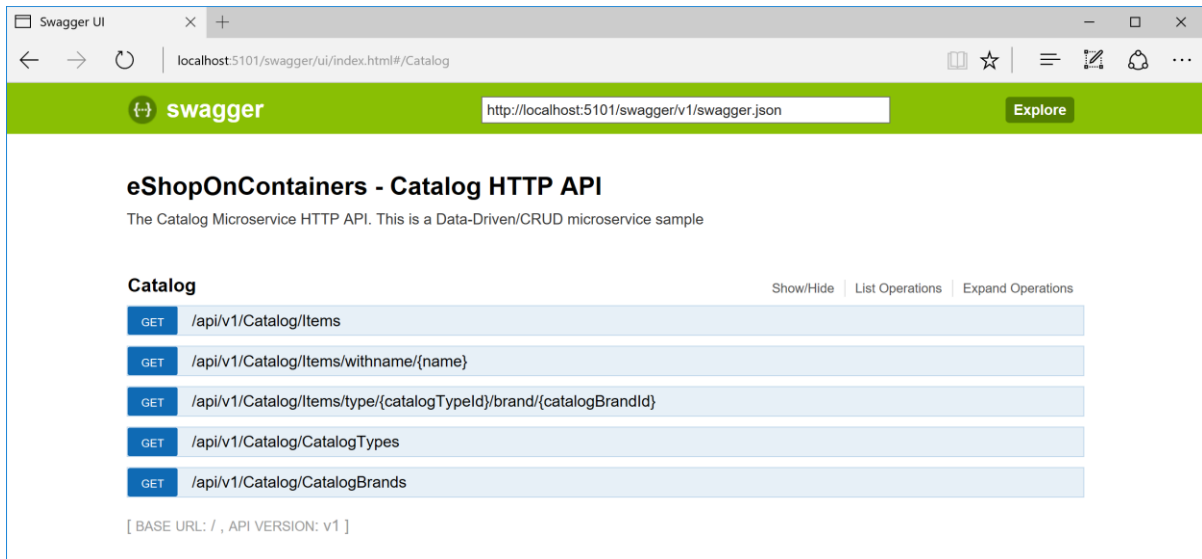 Swagger UI
localhost:5101/swagger/ui/index.html#/Catalog
swagger http://localhost:5101/swagger/v1/swagger.json Explore
eShopOnContainers - Catalog HTTP API
The Catalog Microservice HTTP API. This is a Data-Driven/CRUD microservice sample
Catalog Show/Hide List Operations Expand Operations
GET /api/v1/Catalog/Items
GET /api/v1/Catalog/Items/withname/{name}
GET /api/v1/Catalog/Items/type/{catalogTypeId}/brand/{catalogBrandId}
GET /api/v1/Catalog/CatalogTypes
GET /api/v1/Catalog/CatalogBrands
[ BASE URL: / , API VERSION: v1 ]